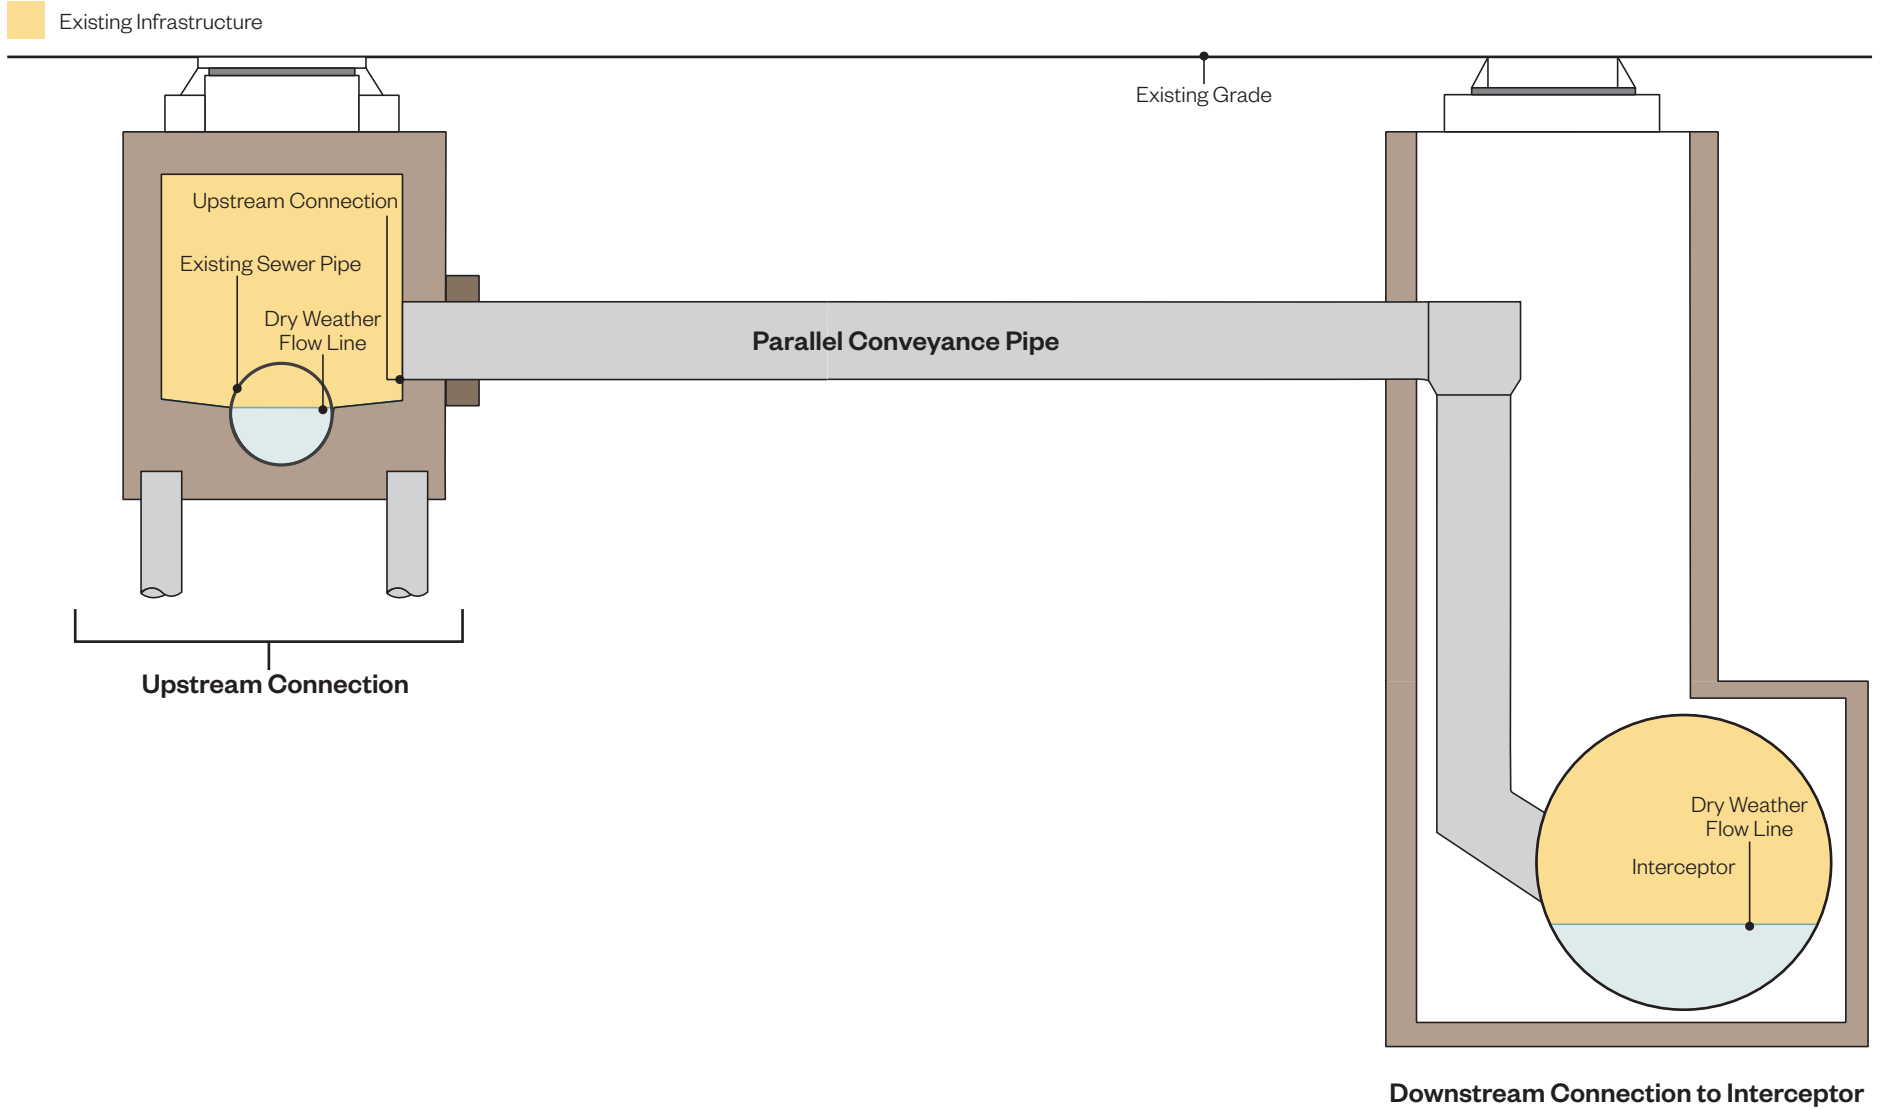 Existing Infrastructure
Existing Grade
Upstream Connection
Existing Sewer Pipe
Dry Weather
Flow Line
Parallel Conveyance Pipe
Upstream Connection
Dry Weather
Flow Line
Interceptor
Downstream Connection to Interceptor